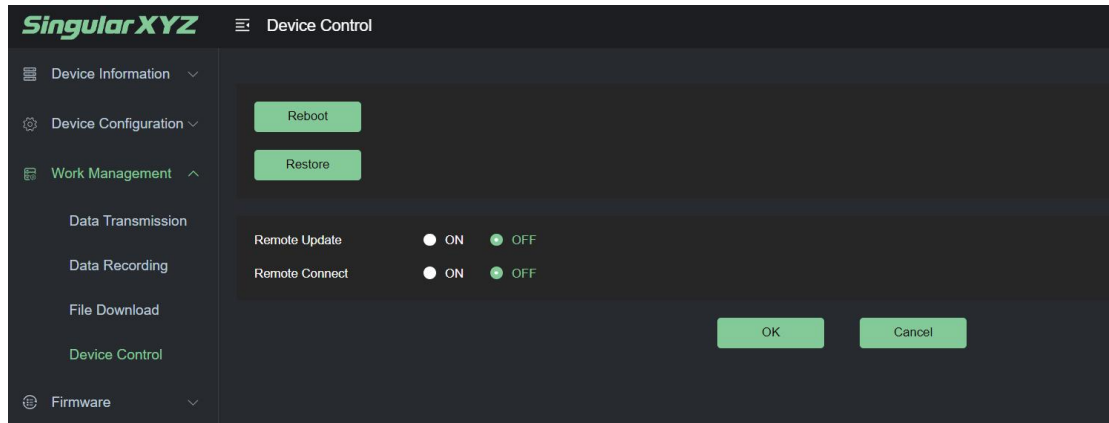 SingularXYZ
Device Control
Device Information
Device Configuration
Work Management
Data Transmission
Data Recording
File Download
Device Control
Firmware
Reboot
Restore
Remote Update ON OFF
Remote Connect ON OFF
OK Cancel